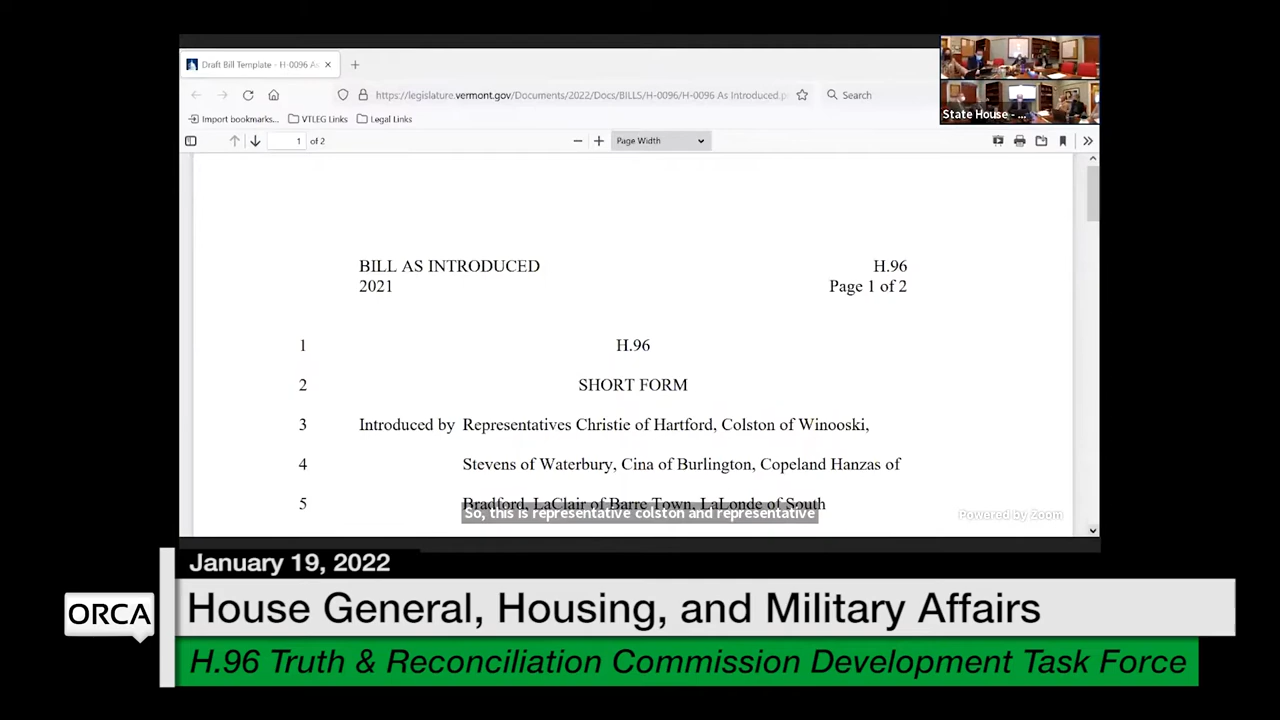 Draft Bill Template - H-0096 As
https://legislature.vermont.gov/Documents/2022/Docs/BILLS/H-0096/H-0096 As Introduced.p
Search
Import bookmarks...
VTLEG Links
Legal Links
State House - ...
1 of 2
Page Width
BILL AS INTRODUCED H.96
2021 Page 1 of 2
1 H.96
2 SHORT FORM
3 Introduced by Representatives Christie of Hartford, Colston of Winooski,
4 Stevens of Waterbury, Cina of Burlington, Copeland Hanzas of
5 Bradford, LaClair of Barre Town, LaLonde of South
So, this is representative colston and representative
Powered by Zoom
January 19, 2022
ORCA
House General, Housing, and Military Affairs
H.96 Truth & Reconciliation Commission Development Task Force